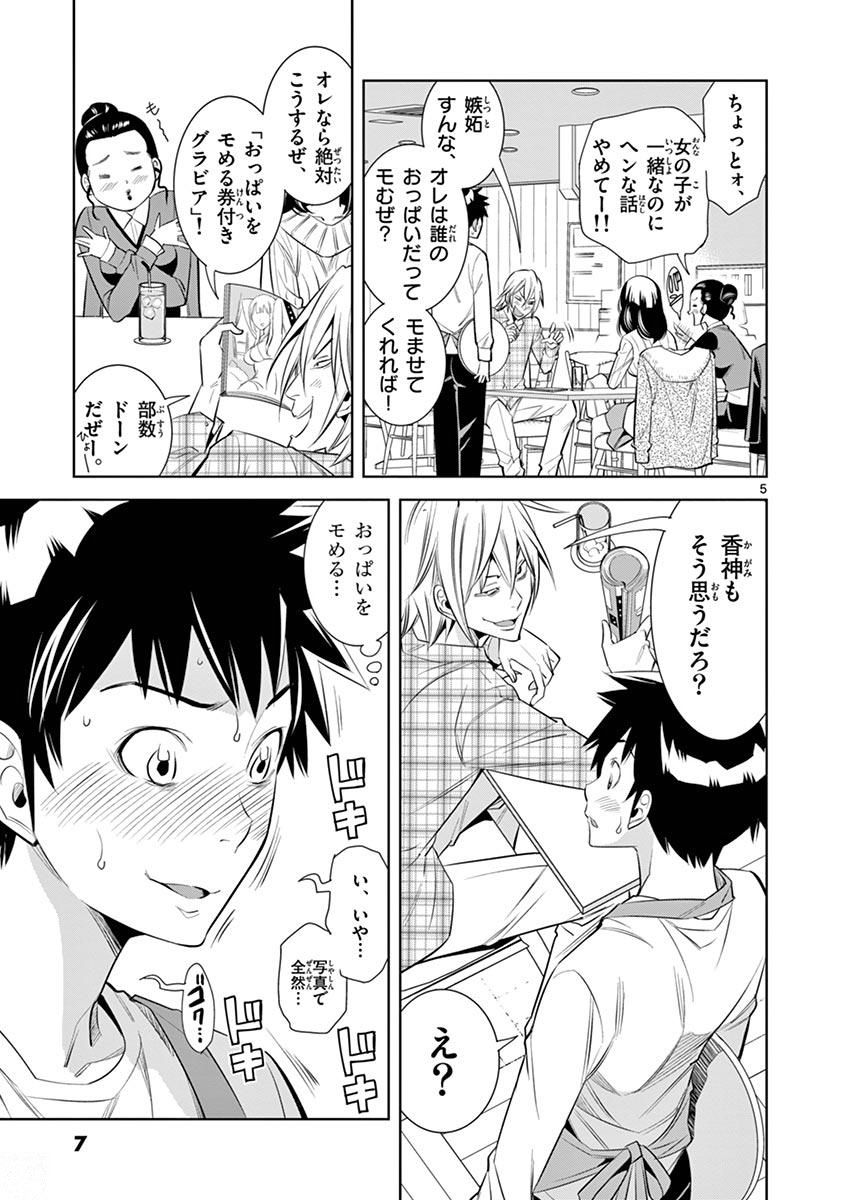 ちょっとォ、
女の子が
一緒なのに
ヘンな話
やめてー!!
嫉妬
すんな、
オレは誰の
おっぱいだって
モませて
モむぜ?
くれれば!
オレなら絶対
こうするぜ、
「おっぱいを
モめる券付き
グラビア」!
もぅ
部数
ドーン
だぜー。
ひょー
5
香神も
そう思うだろ?
え?
おっぱいを
モめる…
ドキ
い、いや…
写真で
全然…
ゴク…
ドキ
ドキ
7